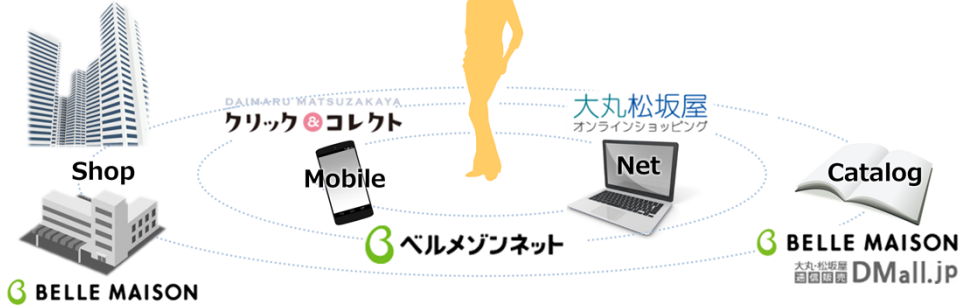 DAIMARU MATSUZAKAYA
クリック&コレクト
大丸松坂屋
オンラインショッピング
Shop
Mobile
Net
Catalog
ベルメゾンネット
BELLE MAISON
大丸・松坂屋
通信販売
DMall.jp
BELLE MAISON